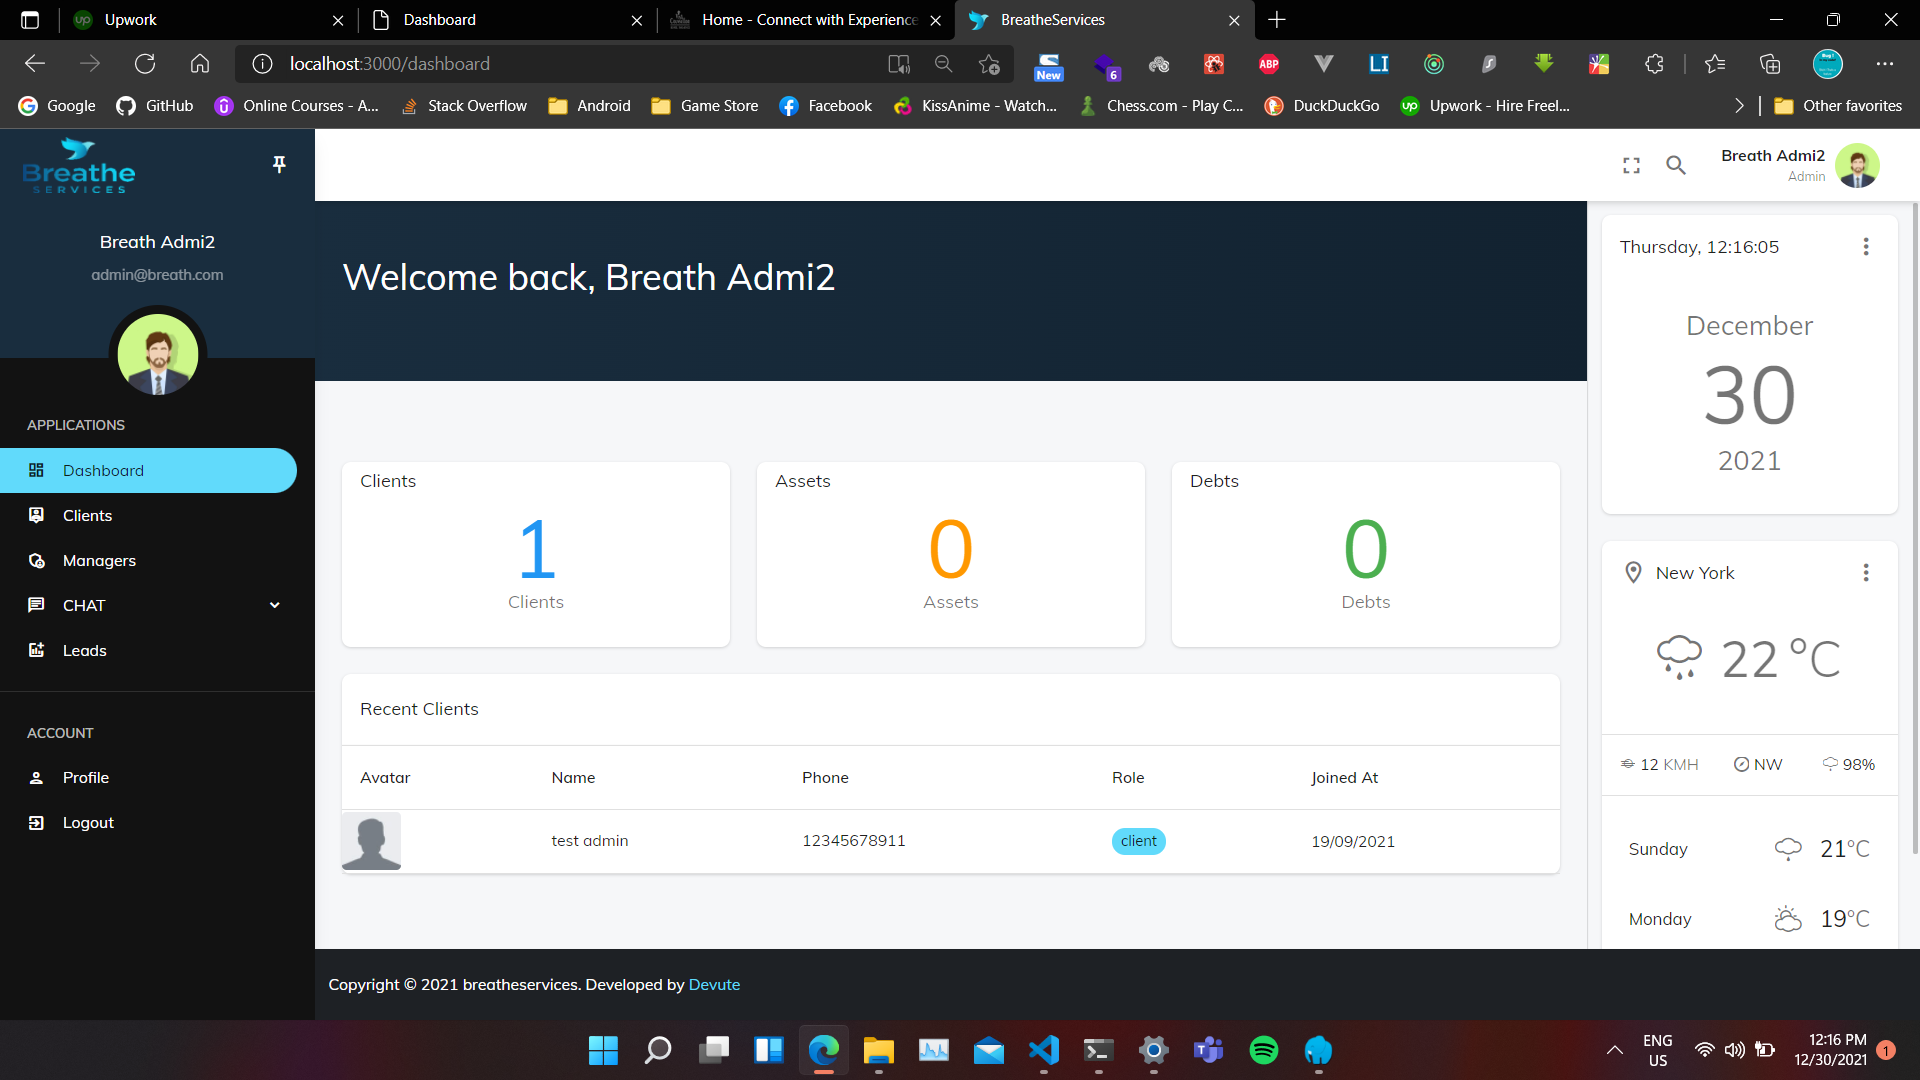 Upwork
Dashboard
Home - Connect with Experience
BreatheServices
localhost:3000/dashboard
New
6
ABP
LI
Google
GitHub
Online Courses - A...
Stack Overflow
Android
Game Store
Facebook
KissAnime - Watch...
Chess.com - Play C...
DuckDuckGo
Upwork - Hire Freel...
Other favorites
Breathe
SERVICES
Breath Admi2
admin@breath.com
APPLICATIONS
Dashboard
Clients
Managers
CHAT
Leads
ACCOUNT
Profile
Logout
Breath Admi2
Admin
Welcome back, Breath Admi2
Clients
1
Clients
Assets
0
Assets
Debts
0
Debts
Recent Clients
Avatar Name Phone Role Joined At
test admin 12345678911 client 19/09/2021
Thursday, 12:16:05
December
30
2021
New York
22 °C
12 KMH NW 98%
Sunday 21°C
Monday 19°C
Copyright © 2021 breatheservices. Developed by Devute
ENG
US
12:16 PM
12/30/2021
1